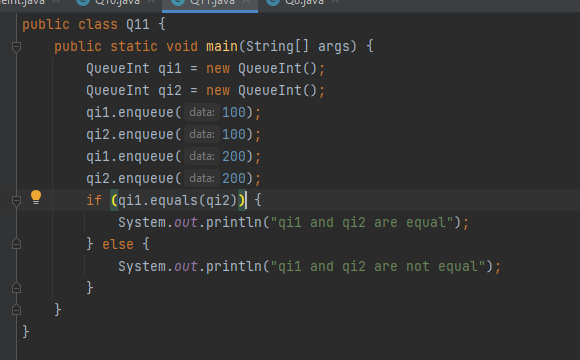 Q10.java Q11.java Q8.java
public class Q11 {
public static void main(String[] args) {
QueueInt qi1 = new QueueInt();
QueueInt qi2 = new QueueInt();
qi1.enqueue( data: 100);
qi2.enqueue( data: 100);
qi1.enqueue( data: 200);
qi2.enqueue( data: 200);
if (qi1.equals(qi2)) {
System.out.println("qi1 and qi2 are equal");
} else {
System.out.println("qi1 and qi2 are not equal");
}
}
}